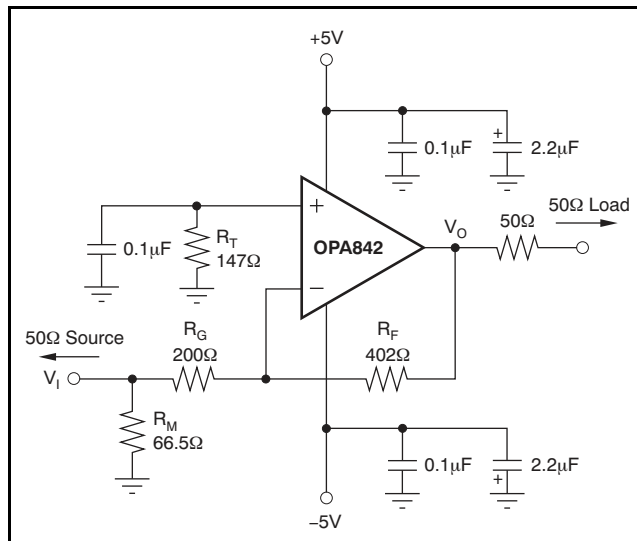 +5V
0.1μF
2.2μF
+
50Ω Load
+
50Ω
V_O
OPA842
R_T
147Ω
0.1μF
−
50Ω Source
R_G
200Ω
R_F
402Ω
V_I
R_M
66.5Ω
0.1μF
2.2μF
+
−5V